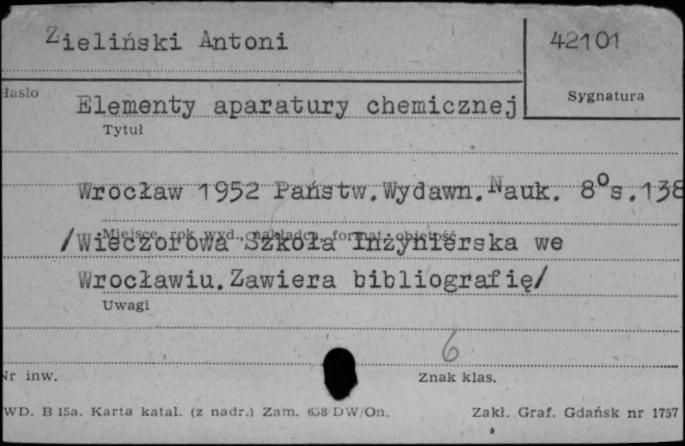 Zieliński Antoni
42101
Hasło
Sygnatura
Elementy aparatury chemicznej
Tytuł
Wrocław 1952 Państw.Wydawn.Nauk. 8°s.138
Miejsce, rok wyd., nakładca, format, objętość
/Wieczorowa Szkoła Inżynierska we
Wrocławiu.Zawiera bibliografię/
Uwagi
6
Nr inw.
Znak klas.
WD. B 15a. Karta katal. (z nadr.) Zam. 658 DW/On.
Zakł. Graf. Gdańsk nr 1757